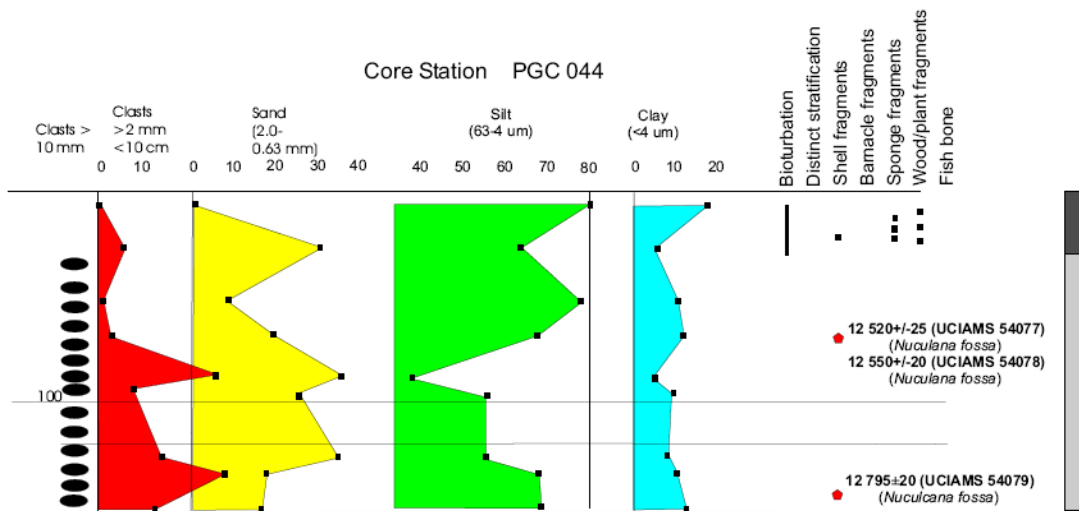 Core Station PGC 044
Clasts >
10 mm
Clasts
>2 mm
<10 cm
Sand
(2.0-
0.63 mm)
Silt
(63-4 um)
Clay
(<4 um)
Bioturbation
Distinct stratification
Shell fragments
Barnacle fragments
Sponge fragments
Wood/plant fragments
Fish bone
0 10 0 10 20 30 40 40 50 60 70 80 0 10 20
12 520+/-25 (UCIAMS 54077)
(Nuculana fossa)
12 550+/-20 (UCIAMS 54078)
(Nuculana fossa)
100
12 795±20 (UCIAMS 54079)
(Nuculcana fossa)